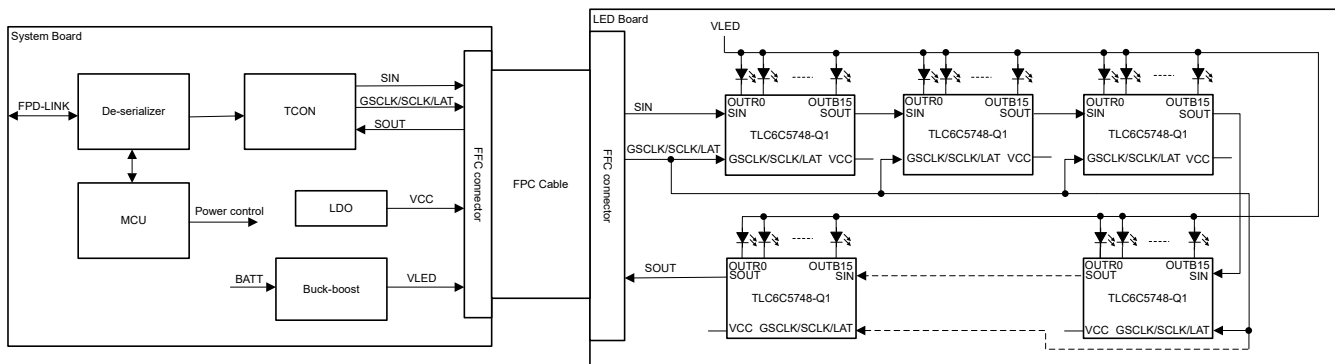 System Board
FPD-LINK
De-serializer
TCON
SIN
GSCLK/SCLK/LAT
SOUT
MCU
Power control
LDO
VCC
BATT
Buck-boost
VLED
FFC connector
FPC Cable
LED Board
FFC connector
VLED
SIN
GSCLK/SCLK/LAT
OUTR0
OUTB15
SIN
SOUT
TLC6C5748-Q1
GSCLK/SCLK/LAT
VCC
OUTR0
OUTB15
SIN
SOUT
TLC6C5748-Q1
GSCLK/SCLK/LAT
VCC
OUTR0
OUTB15
SIN
SOUT
TLC6C5748-Q1
GSCLK/SCLK/LAT
VCC
SOUT
OUTR0
OUTB15
SOUT
SIN
TLC6C5748-Q1
VCC
GSCLK/SCLK/LAT
OUTR0
OUTB15
SOUT
SIN
TLC6C5748-Q1
VCC
GSCLK/SCLK/LAT